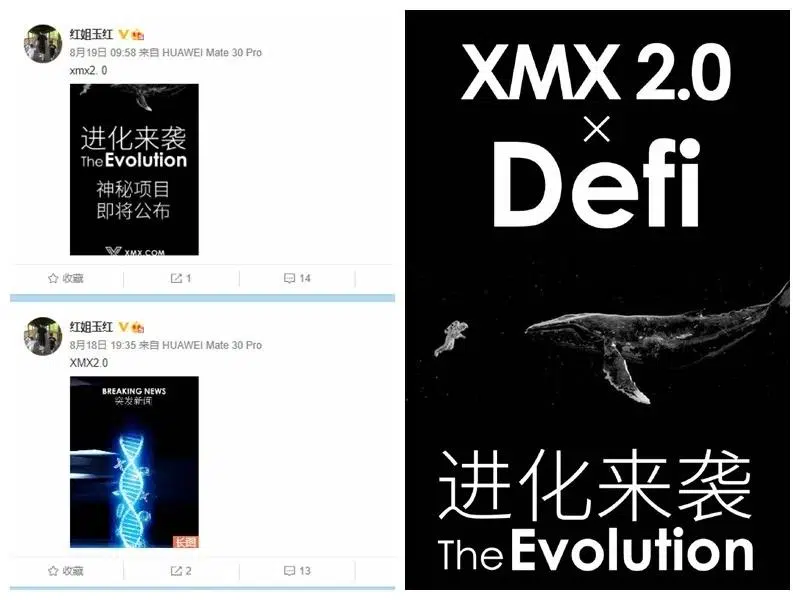 红姐玉红
8月19日 09:58 来自 HUAWEI Mate 30 Pro
xmx2. 0
进化来袭
The Evolution
神秘项目
即将公布
XMX.COM
收藏
1
14
红姐玉红
8月18日 19:35 来自 HUAWEI Mate 30 Pro
XMX2.0
BREAKING NEWS
突发新闻
长图
收藏
2
13
XMX 2.0
×
Defi
进化来袭
The Evolution